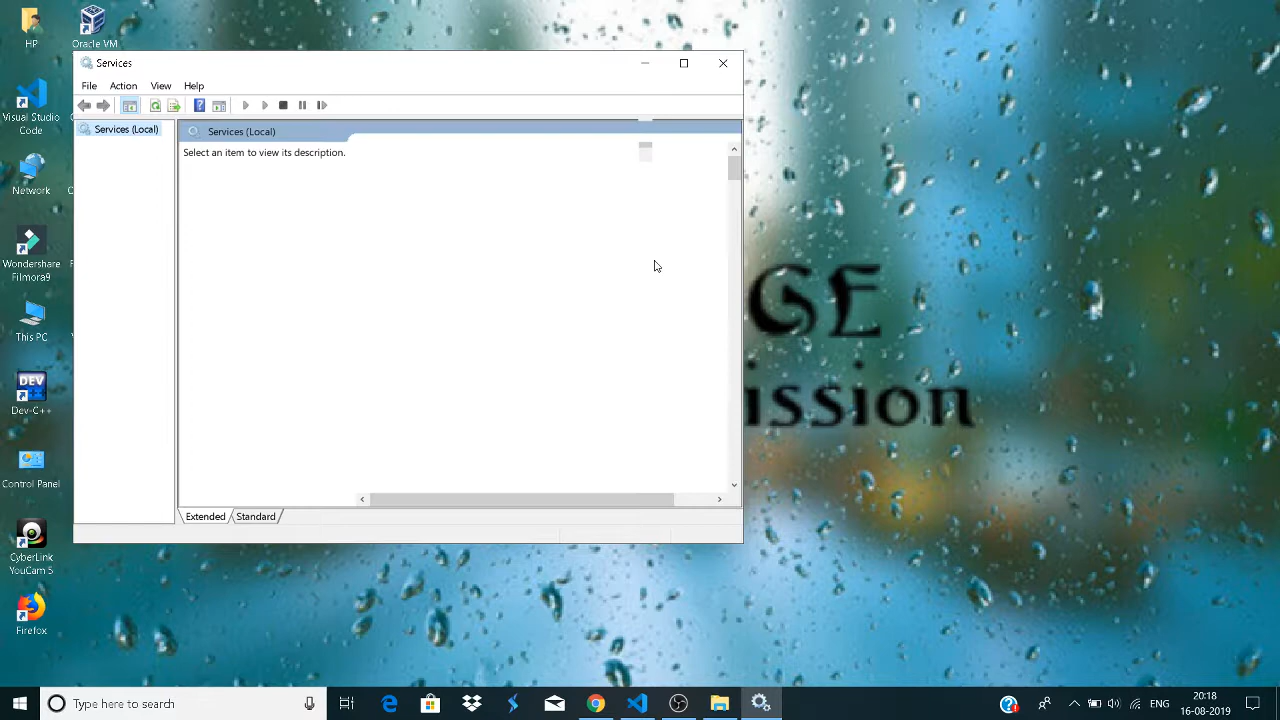 HP
Oracle VM
Visual Studio
Code
Network
Wondershare
Filmora9
This PC
Dev-C++
Control Panel
CyberLink
YouCam 5
Firefox
Services
File Action View Help
Services (Local)
Services (Local)
Select an item to view its description.
Extended Standard
GE
ission
Type here to search
ENG
20:18
16-08-2019